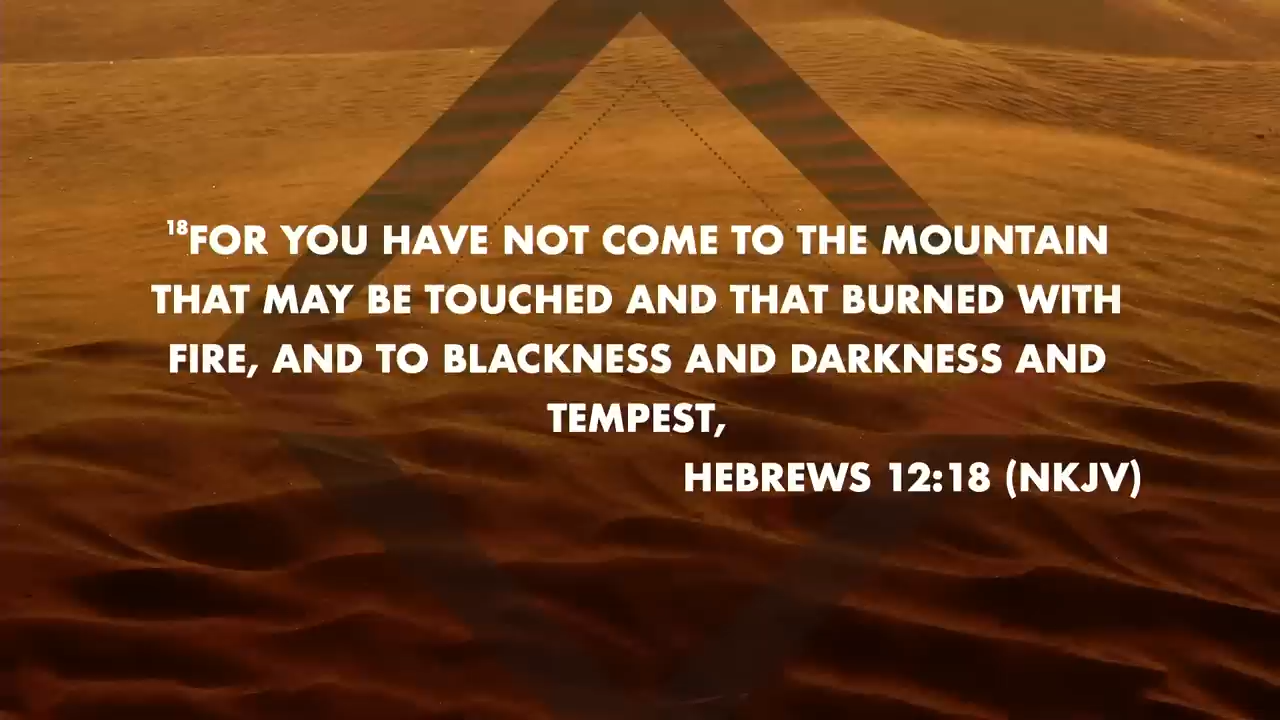 ¹⁸FOR YOU HAVE NOT COME TO THE MOUNTAIN
THAT MAY BE TOUCHED AND THAT BURNED WITH
FIRE, AND TO BLACKNESS AND DARKNESS AND
TEMPEST,
HEBREWS 12:18 (NKJV)